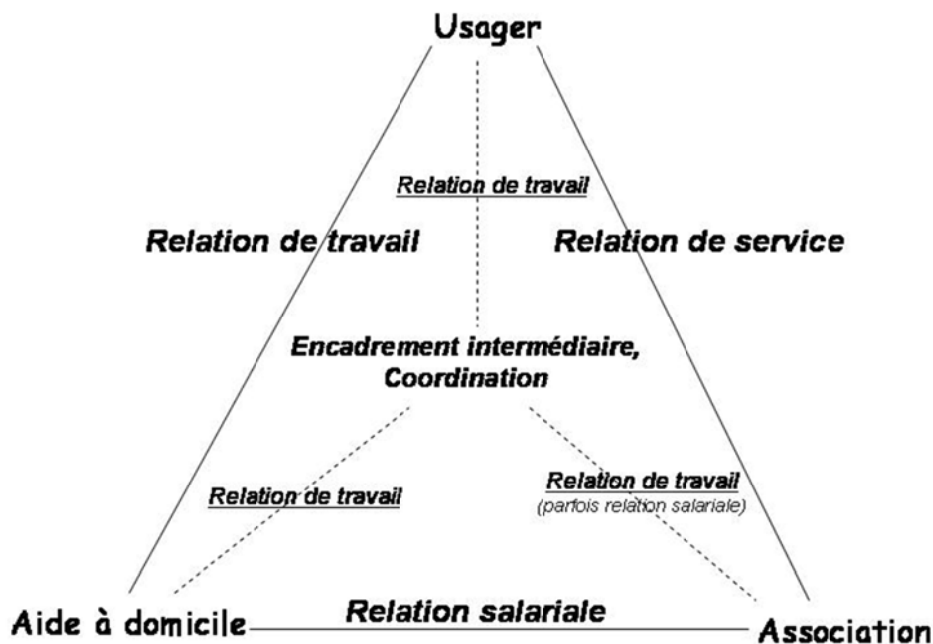 Usager
Relation de travail
Relation de travail
Relation de service
Encadrement intermédiaire,
Coordination
Relation de travail
Relation de travail
(parfois relation salariale)
Aide à domicile
Relation salariale
Association